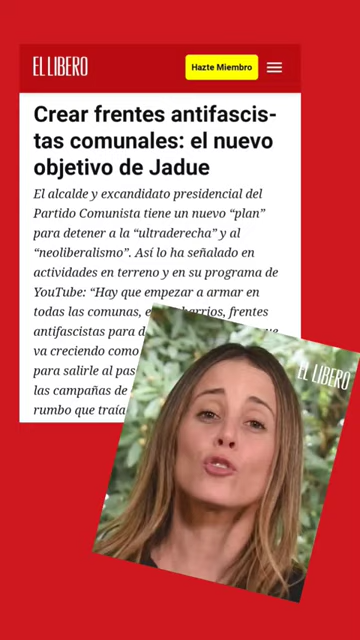 EL LIBERO
Hazte Miembro
Crear frentes antifascis-
tas comunales: el nuevo
objetivo de Jadue
El alcalde y excandidato presidencial del
Partido Comunista tiene un nuevo “plan”
para detener a la “ultraderecha” y al
“neoliberalismo”. Así lo ha señalado en
actividades en terreno y en su programa de
YouTube: “Hay que empezar a armar en
todas las comunas, barrios, frentes
antifascistas para
va creciendo como
para salirle al
las campañas de
rumbo que traía
EL LIBERO